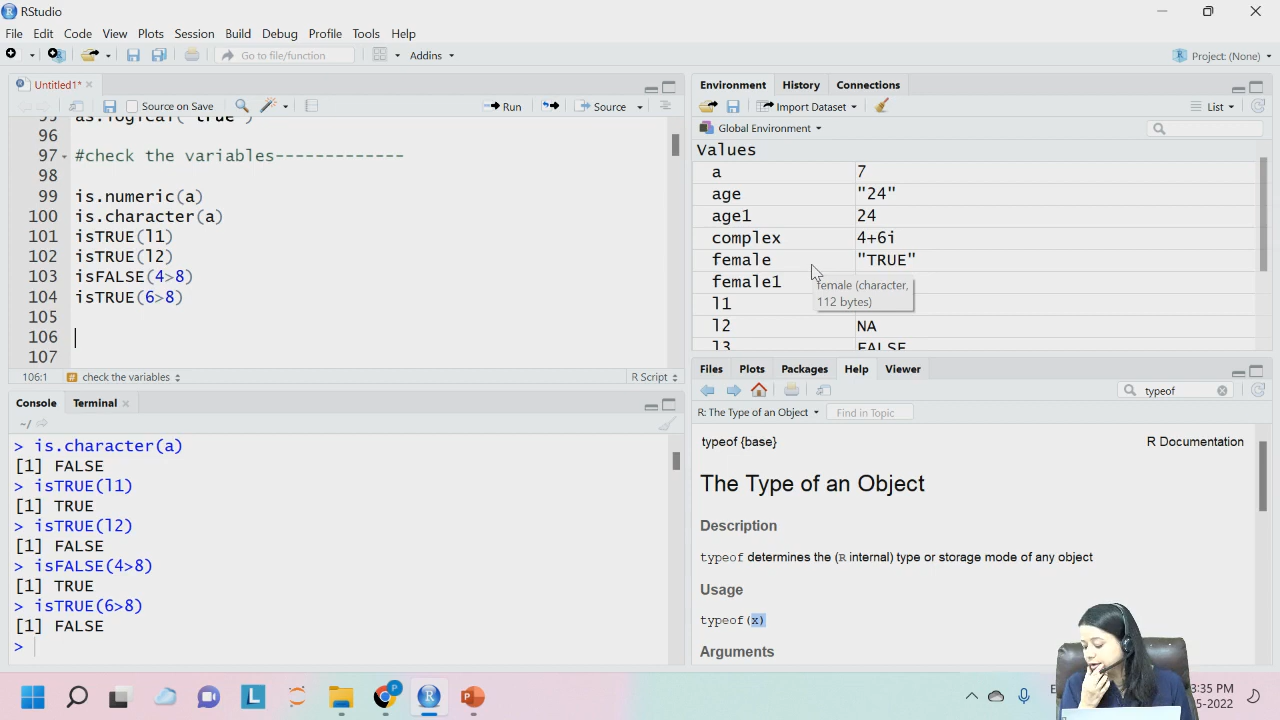 RStudio
File Edit Code View Plots Session Build Debug Profile Tools Help
Go to file/function Addins Project: (None)
Untitled1*
Source on Save Run Source
96
97 #check the variables-------------
98
99 is.numeric(a)
100 is.character(a)
101 isTRUE(l1)
102 isTRUE(l2)
103 isFALSE(4>8)
104 isTRUE(6>8)
105
106
107
106:1 # check the variables R Script
Console Terminal
~/
> is.character(a)
[1] FALSE
> isTRUE(l1)
[1] TRUE
> isTRUE(l2)
[1] FALSE
> isFALSE(4>8)
[1] TRUE
> isTRUE(6>8)
[1] FALSE
>
Environment History Connections
Import Dataset List
Global Environment
Values
a 7
age "24"
age1 24
complex 4+6i
female "TRUE"
female1
female (character,
112 bytes)
l1
l2 NA
l3 FALSE
Files Plots Packages Help Viewer
typeof
R: The Type of an Object Find in Topic
typeof {base} R Documentation
The Type of an Object
Description
typeof determines the (R internal) type or storage mode of any object
Usage
typeof(x)
Arguments
3:35 PM
5-2022